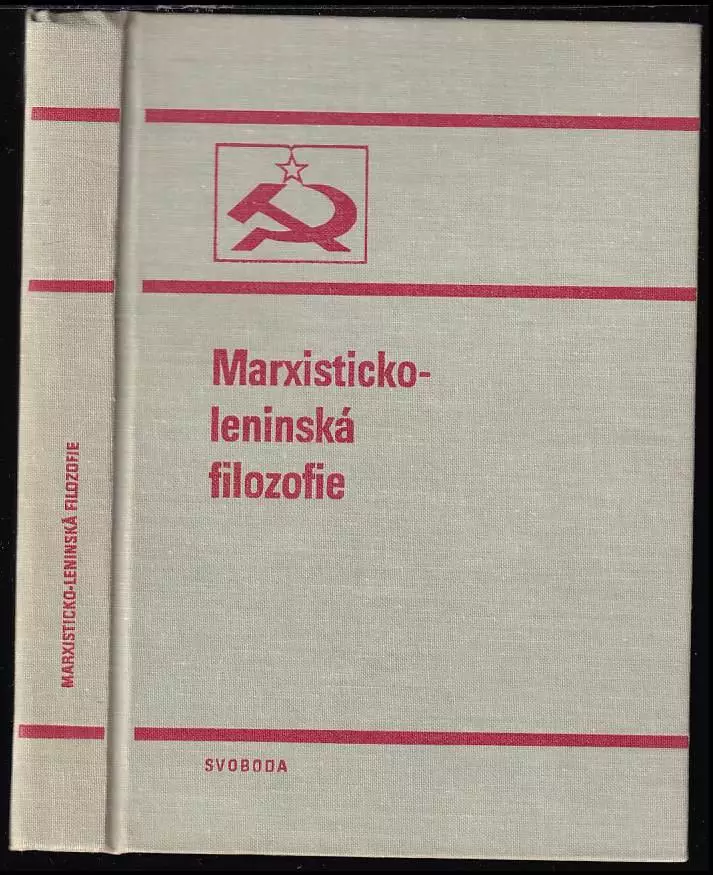 MARXISTICKO-LENINSKÁ FILOZOFIE
Marxisticko-
leninská
filozofie
SVOBODA